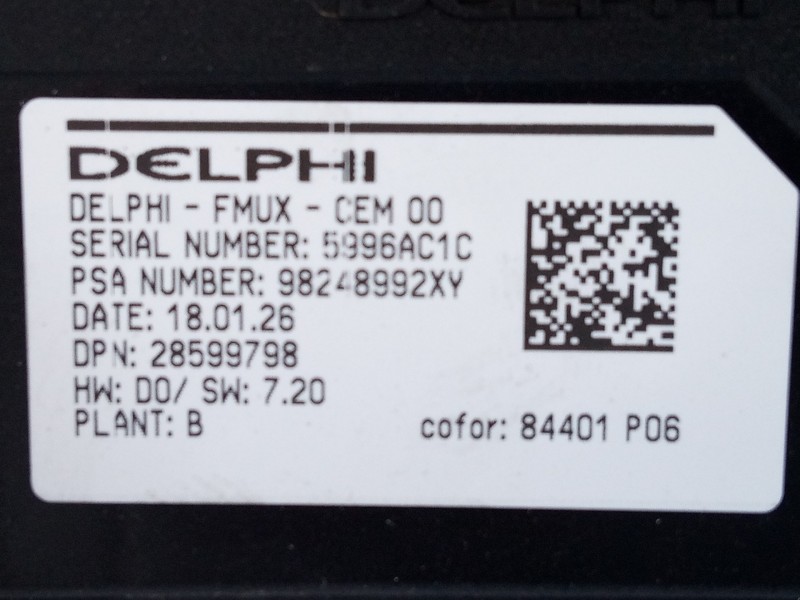 DELPHI
DELPHI
DELPHI - FMUX - CEM 00
SERIAL NUMBER: 5996AC1C
PSA NUMBER: 98248992XY
DATE: 18.01.26
DPN: 28599798
HW: D0/ SW: 7.20
PLANT: B
cofor: 84401 P06